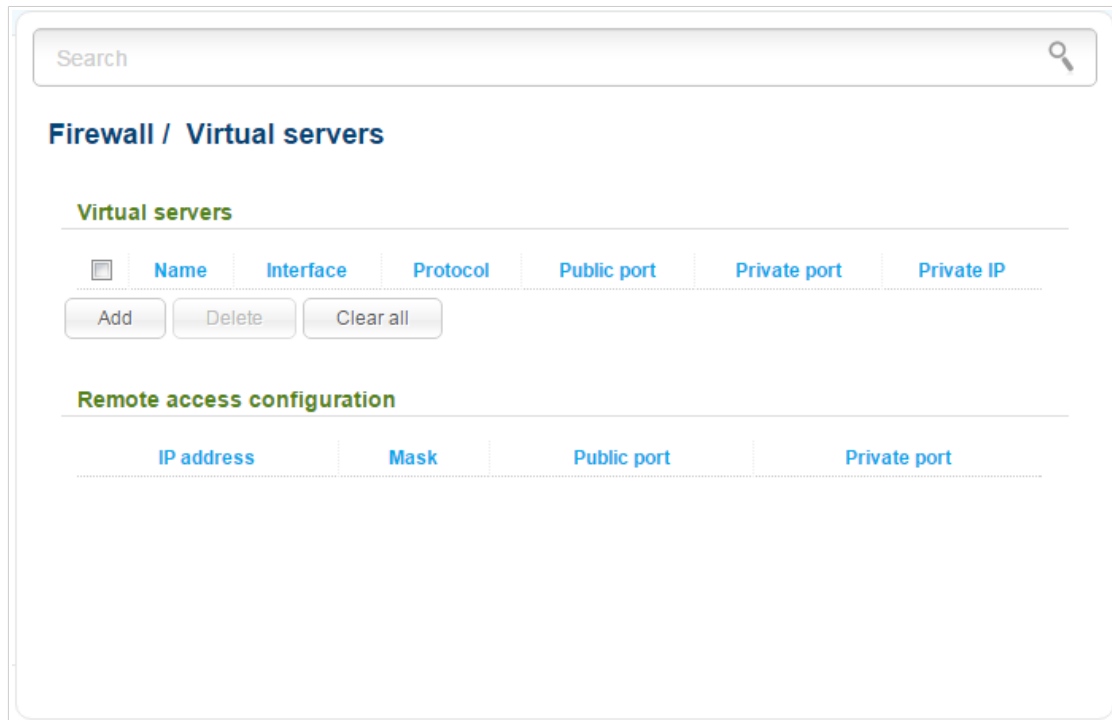 Search
Firewall / Virtual servers
Virtual servers
Name Interface Protocol Public port Private port Private IP
Add Delete Clear all
Remote access configuration
IP address Mask Public port Private port